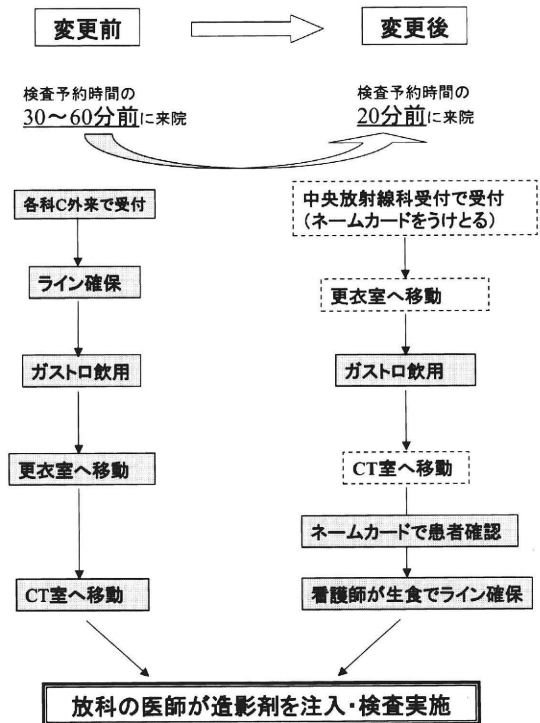 変更前
変更後
検査予約時間の
30～60分前に来院
検査予約時間の
20分前に来院
各科C外来で受付
ライン確保
ガストロ飲用
更衣室へ移動
CT室へ移動
中央放射線科受付で受付
(ネームカードをうけとる)
更衣室へ移動
ガストロ飲用
CT室へ移動
ネームカードで患者確認
看護師が生食でライン確保
放科の医師が造影剤を注入・検査実施